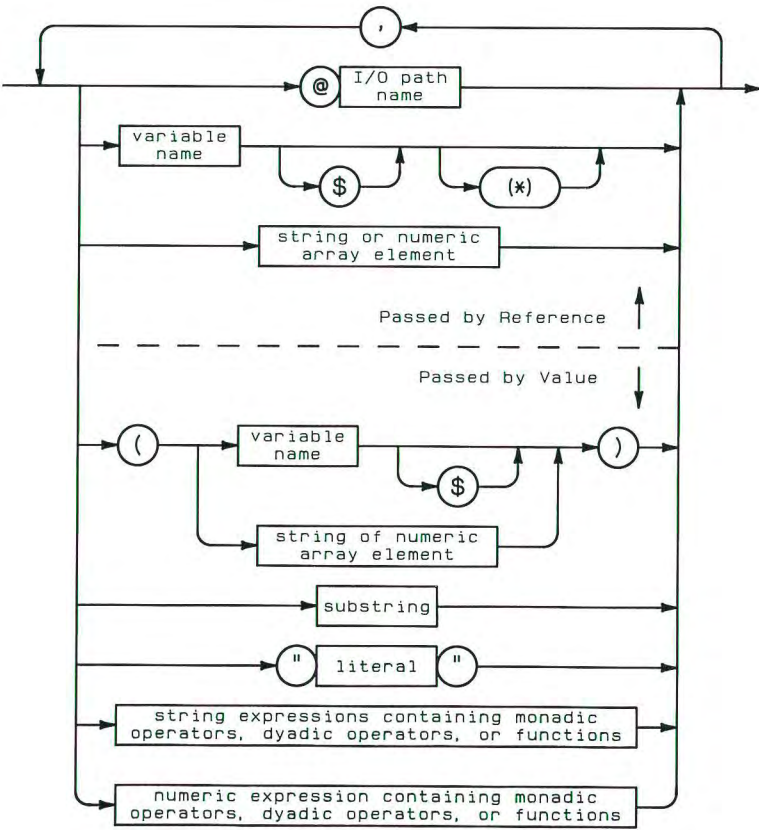 ,
@ I/O path
name
variable
name
$
(*)
string or numeric
array element
Passed by Reference
Passed by Value
(
variable
name
$
)
string of numeric
array element
substring
" literal "
string expressions containing monadic
operators, dyadic operators, or functions
numeric expression containing monadic
operators, dyadic operators, or functions